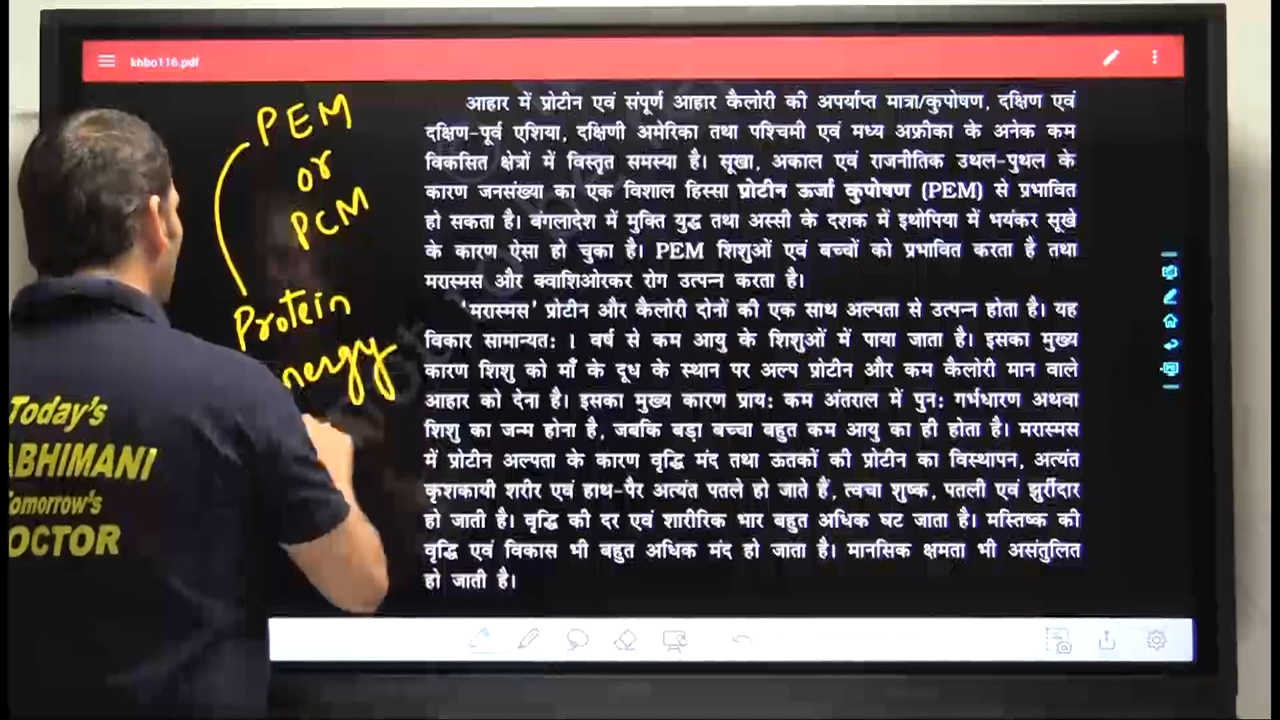 khbo116.pdf
PEM
or
PCM
Protein
nergy
आहार में प्रोटीन एवं संपूर्ण आहार कैलोरी की अपर्याप्त मात्रा/कुपोषण, दक्षिण एवं
दक्षिण-पूर्व एशिया, दक्षिणी अमेरिका तथा पश्चिमी एवं मध्य अफ्रीका के अनेक कम
विकसित क्षेत्रों में विस्तृत समस्या है। सूखा, अकाल एवं राजनीतिक उथल-पुथल के
कारण जनसंख्या का एक विशाल हिस्सा प्रोटीन ऊर्जा कुपोषण (PEM) से प्रभावित
हो सकता है। बंगलादेश में मुक्ति युद्ध तथा अस्सी के दशक में इथोपिया में भयंकर सूखे
के कारण ऐसा हो चुका है। PEM शिशुओं एवं बच्चों को प्रभावित करता है तथा
मरास्मस और क्वाशिओरकर रोग उत्पन्न करता है।
'मरास्मस' प्रोटीन और कैलोरी दोनों की एक साथ अल्पता से उत्पन्न होता है। यह
विकार सामान्यत: 1 वर्ष से कम आयु के शिशुओं में पाया जाता है। इसका मुख्य
कारण शिशु को माँ के दूध के स्थान पर अल्प प्रोटीन और कम कैलोरी मान वाले
आहार को देना है। इसका मुख्य कारण प्राय: कम अंतराल में पुन: गर्भधारण अथवा
शिशु का जन्म होना है, जबकि बड़ा बच्चा बहुत कम आयु का ही होता है। मरास्मस
में प्रोटीन अल्पता के कारण वृद्धि मंद तथा ऊतकों की प्रोटीन का विस्थापन, अत्यंत
कृशकायी शरीर एवं हाथ-पैर अत्यंत पतले हो जाते हैं, त्वचा शुष्क, पतली एवं झुर्रीदार
हो जाती है। वृद्धि की दर एवं शारीरिक भार बहुत अधिक घट जाता है। मस्तिष्क की
वृद्धि एवं विकास भी बहुत अधिक मंद हो जाता है। मानसिक क्षमता भी असंतुलित
हो जाती है।
Today's
ABHIMANI
omorrow's
OCTOR